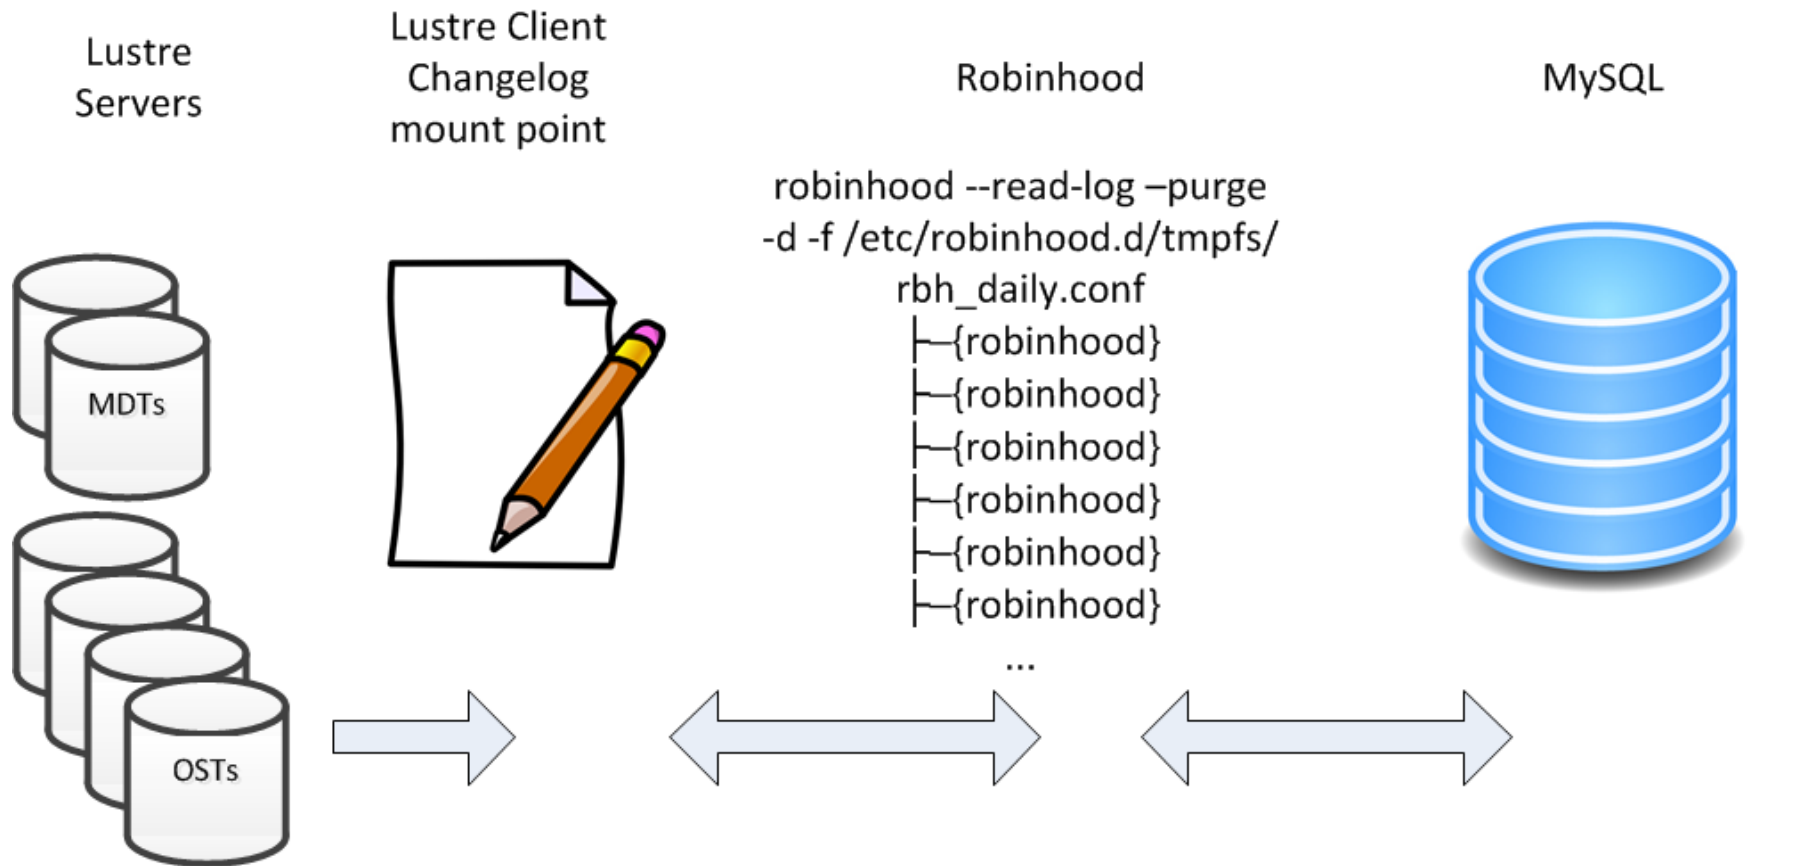 Lustre
Servers
Lustre Client
Changelog
mount point
Robinhood
MySQL
robinhood --read-log –purge
-d -f /etc/robinhood.d/tmpfs/
rbh_daily.conf
├─{robinhood}
├─{robinhood}
├─{robinhood}
├─{robinhood}
├─{robinhood}
├─{robinhood}
...
MDTs
OSTs